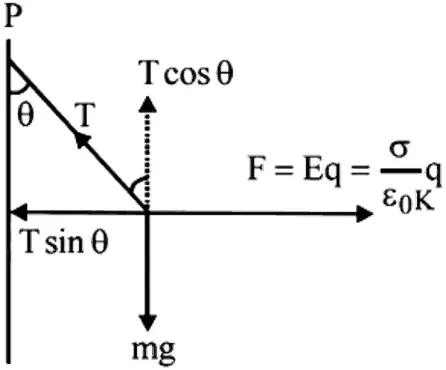 P
T cos θ
θ
T
F = Eq = σ/ε₀K q
T sin θ
mg